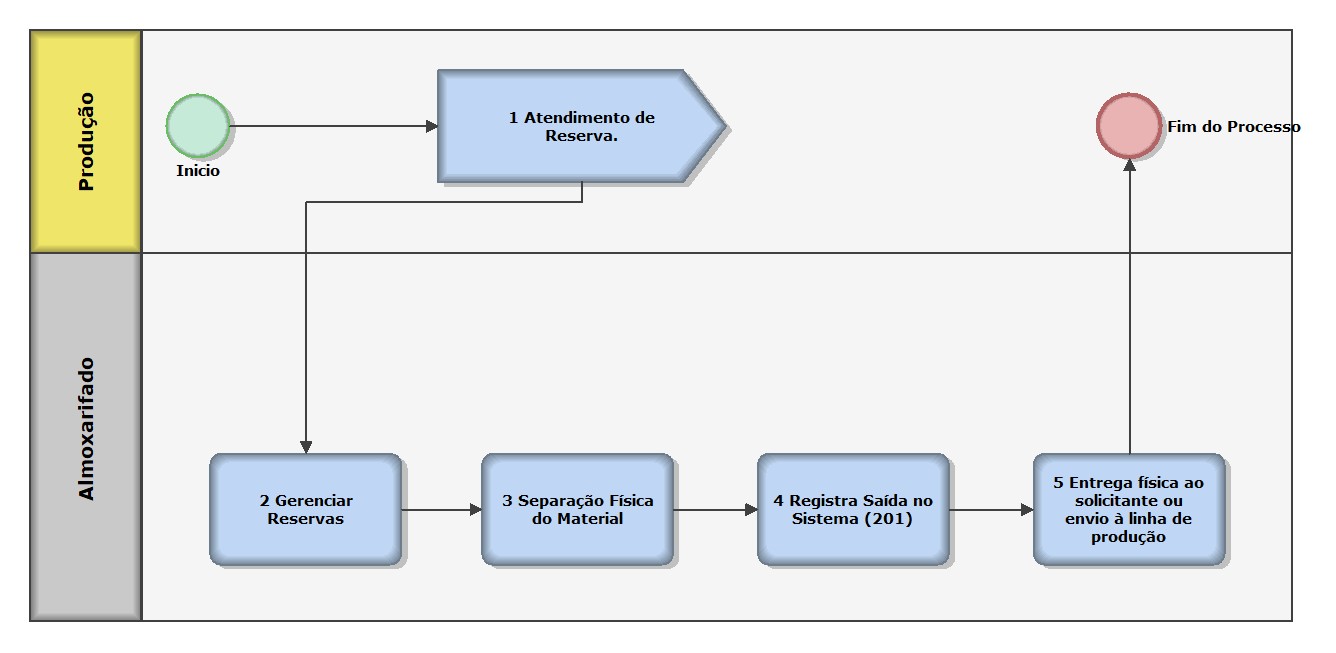 Produção
Inicio
1 Atendimento de
Reserva.
Fim do Processo
Almoxarifado
2 Gerenciar
Reservas
3 Separação Física
do Material
4 Registra Saída no
Sistema (201)
5 Entrega física ao
solicitante ou
envio à linha de
produção